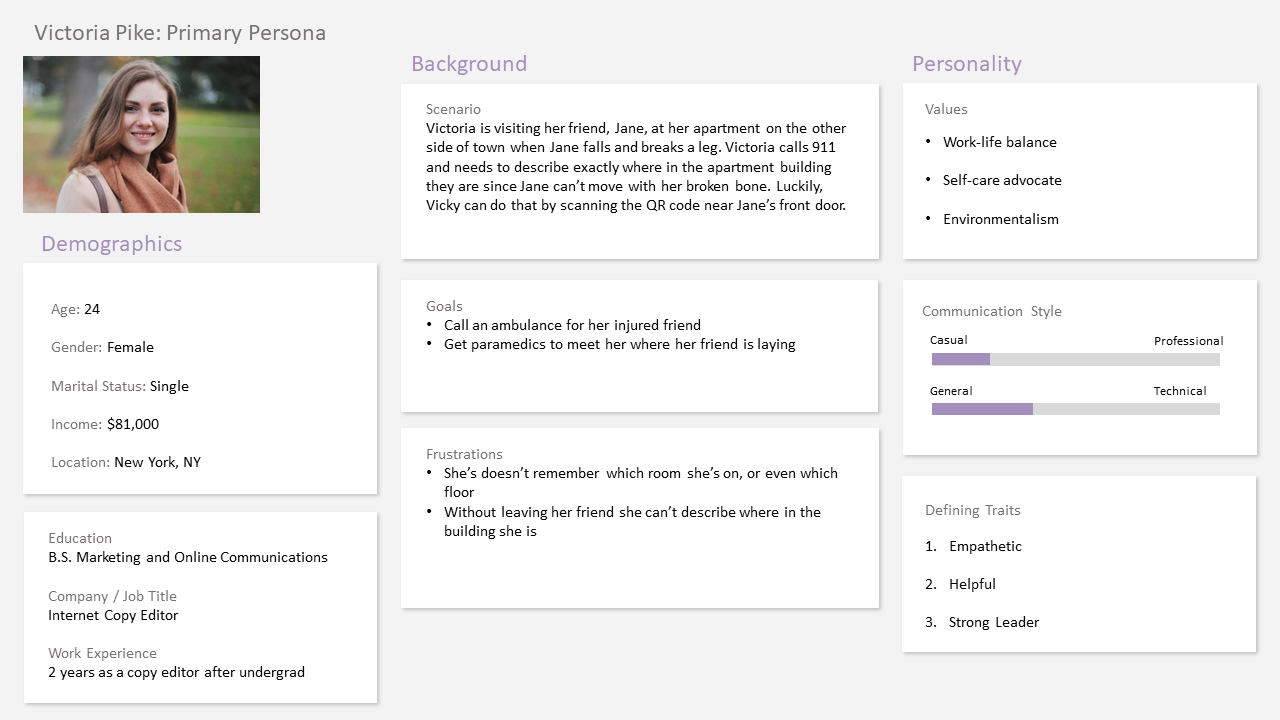 Victoria Pike: Primary Persona
Demographics
Age: 24
Gender: Female
Marital Status: Single
Income: $81,000
Location: New York, NY
Education
B.S. Marketing and Online Communications
Company / Job Title
Internet Copy Editor
Work Experience
2 years as a copy editor after undergrad
Background
Scenario
Victoria is visiting her friend, Jane, at her apartment on the other
side of town when Jane falls and breaks a leg. Victoria calls 911
and needs to describe exactly where in the apartment building
they are since Jane can’t move with her broken bone. Luckily,
Vicky can do that by scanning the QR code near Jane’s front door.
Goals
• Call an ambulance for her injured friend
• Get paramedics to meet her where her friend is laying
Frustrations
• She’s doesn’t remember which room she’s on, or even which
floor
• Without leaving her friend she can’t describe where in the
building she is
Personality
Values
• Work-life balance
• Self-care advocate
• Environmentalism
Communication Style
Casual Professional
General Technical
Defining Traits
1. Empathetic
2. Helpful
3. Strong Leader